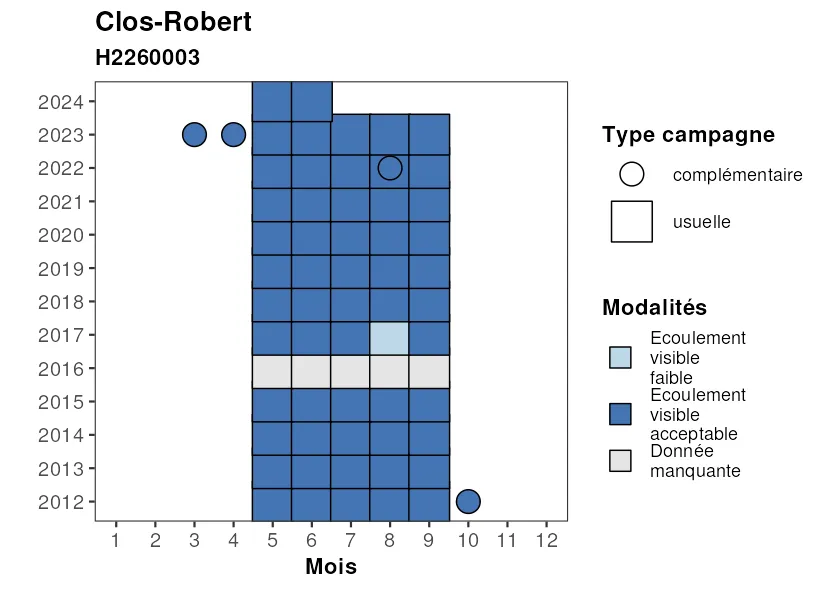 Clos-Robert
H2260003
2024
2023
2022
2021
2020
2019
2018
2017
2016
2015
2014
2013
2012
1 2 3 4 5 6 7 8 9 10 11 12
Mois
Type campagne
complémentaire
usuelle
Modalités
Ecoulement
visible
faible
Ecoulement
visible
acceptable
Donnée
manquante